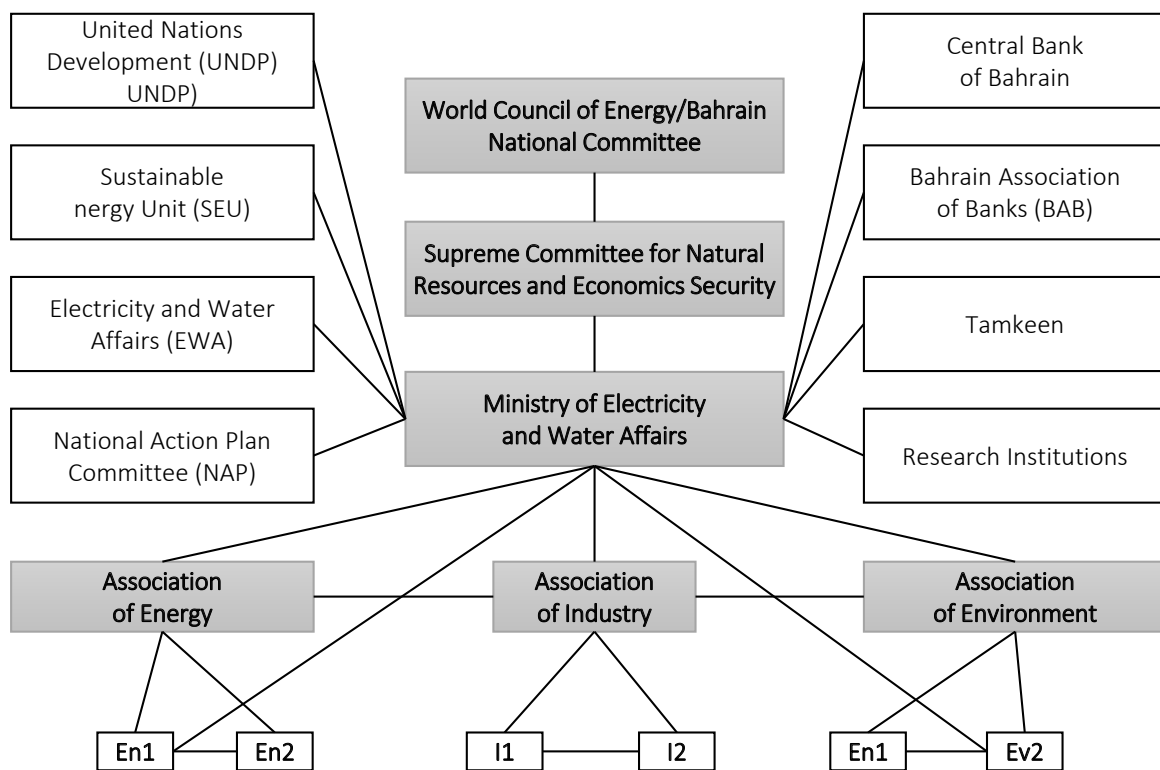 United Nations
Development (UNDP)
UNDP)
Central Bank
of Bahrain
World Council of Energy/Bahrain
National Committee
Sustainable
nergy Unit (SEU)
Bahrain Association
of Banks (BAB)
Supreme Committee for Natural
Resources and Economics Security
Electricity and Water
Affairs (EWA)
Tamkeen
Ministry of Electricity
and Water Affairs
National Action Plan
Committee (NAP)
Research Institutions
Association
of Energy
Association
of Industry
Association
of Environment
En1
En2
I1
I2
En1
Ev2